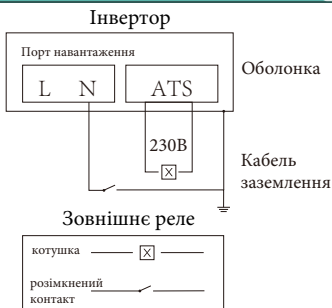 Інвертор
Порт навантаження
L N ATS
Оболонка
230В
X
Кабель
заземлення
Зовнішнє реле
котушка X
розімкнений
контакт